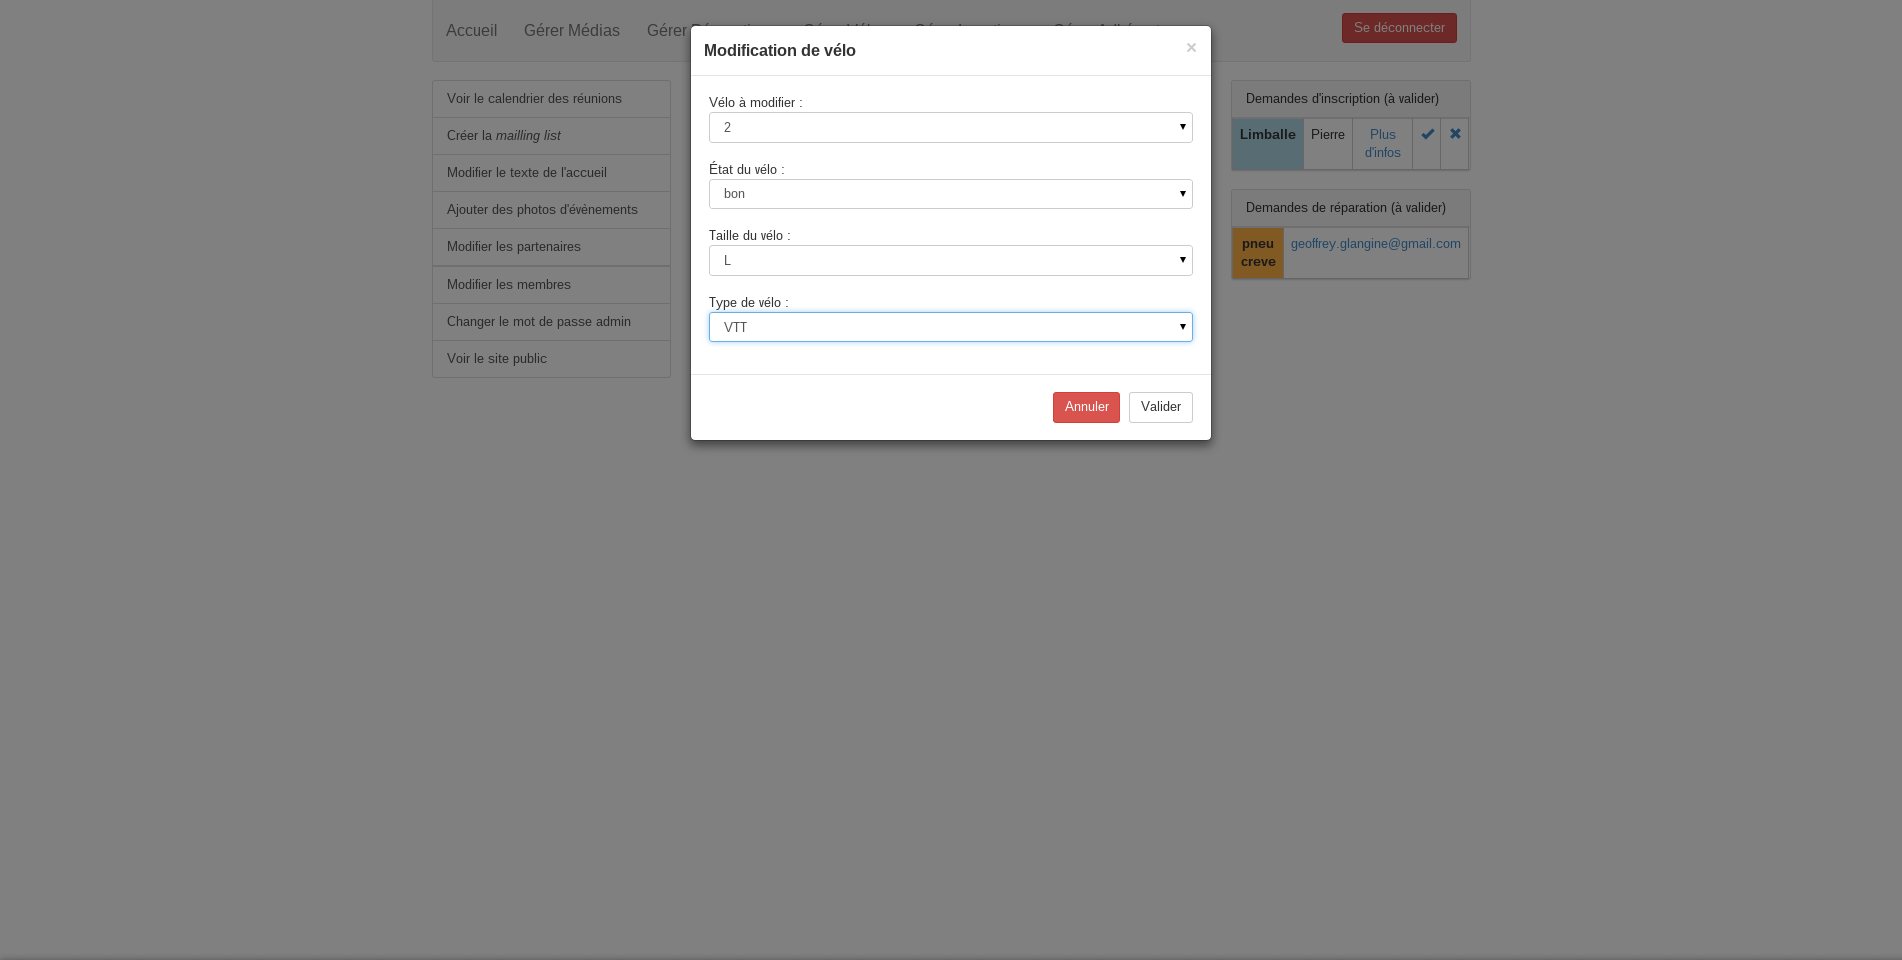 Accueil Gérer Médias Gérer
Se déconnecter
Modification de vélo ×
Vélo à modifier :
2
État du vélo :
bon
Taille du vélo :
L
Type de vélo :
VTT
Annuler Valider
Voir le calendrier des réunions
Créer la mailling list
Modifier le texte de l'accueil
Ajouter des photos d'évènements
Modifier les partenaires
Modifier les membres
Changer le mot de passe admin
Voir le site public
Demandes d'inscription (à valider)
Limballe Pierre Plus
d'infos
Demandes de réparation (à valider)
pneu geoffrey.glangine@gmail.com
creve